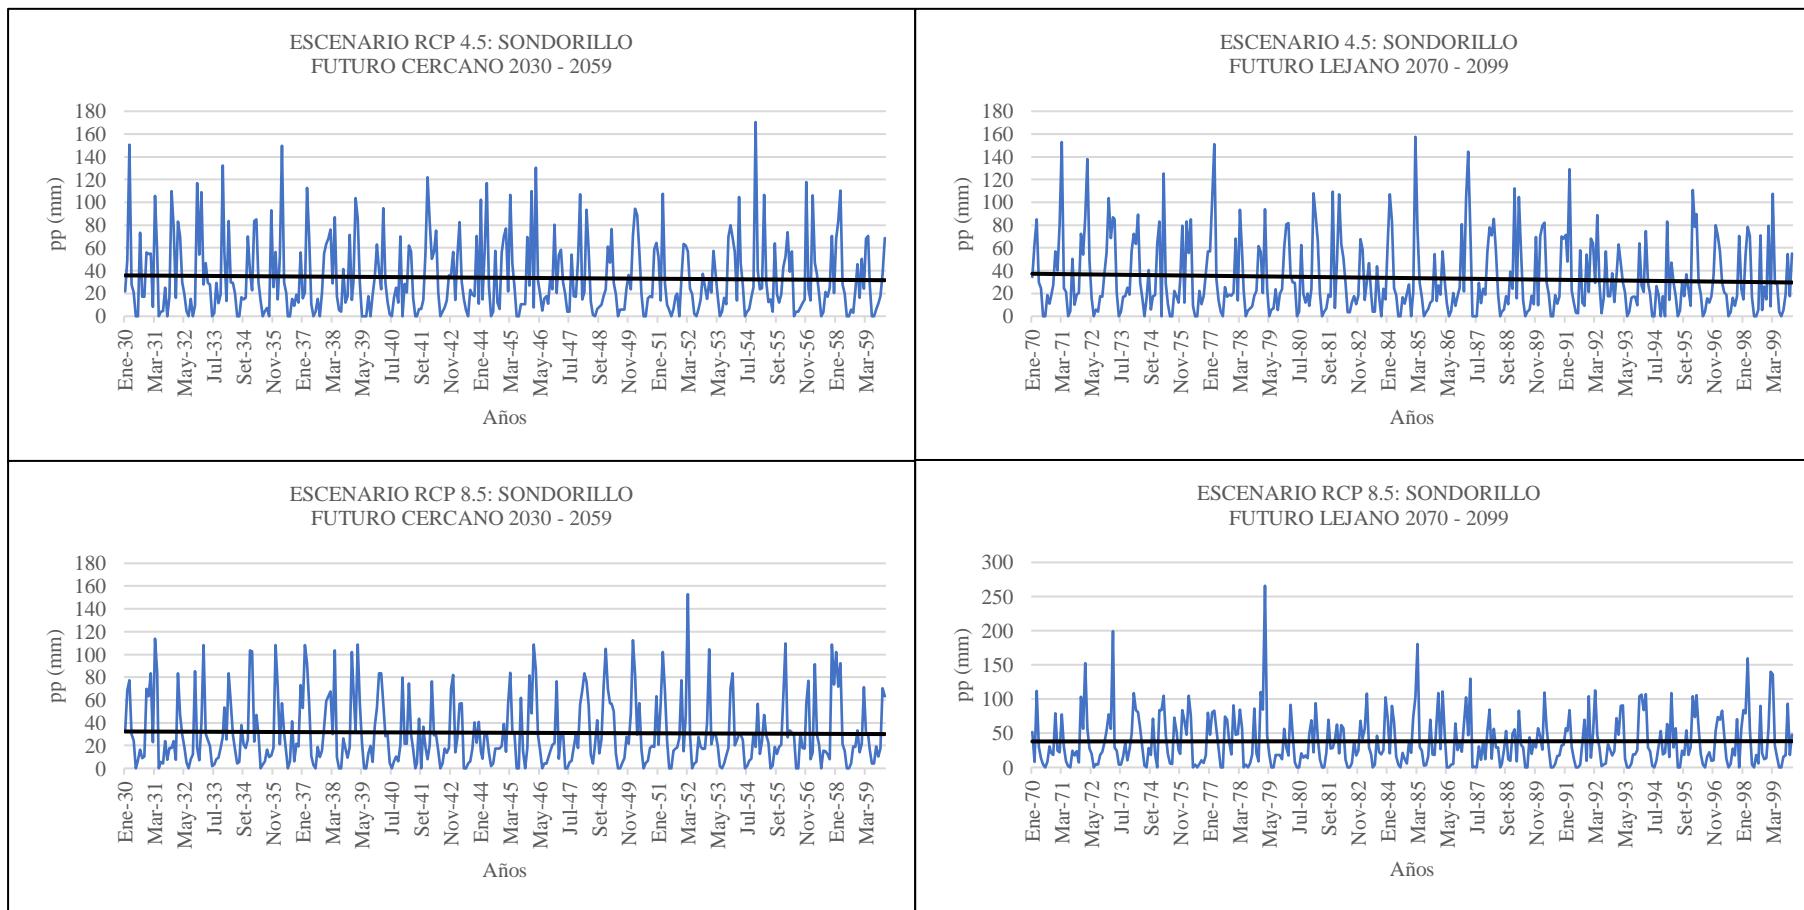 ESCENARIO RCP 4.5: SONDORILLO
FUTURO CERCANO 2030 - 2059
180
160
140
120
100
80
60
40
20
0
pp (mm)
Ene-30
Mar-31
May-32
Jul-33
Set-34
Nov-35
Ene-37
Mar-38
May-39
Jul-40
Set-41
Nov-42
Ene-44
Mar-45
May-46
Jul-47
Set-48
Nov-49
Ene-51
Mar-52
May-53
Jul-54
Set-55
Nov-56
Ene-58
Mar-59
Años
ESCENARIO 4.5: SONDORILLO
FUTURO LEJANO 2070 - 2099
180
160
140
120
100
80
60
40
20
0
pp (mm)
Ene-70
Mar-71
May-72
Jul-73
Set-74
Nov-75
Ene-77
Mar-78
May-79
Jul-80
Set-81
Nov-82
Ene-84
Mar-85
May-86
Jul-87
Set-88
Nov-89
Ene-91
Mar-92
May-93
Jul-94
Set-95
Nov-96
Ene-98
Mar-99
Años
ESCENARIO RCP 8.5: SONDORILLO
FUTURO CERCANO 2030 - 2059
180
160
140
120
100
80
60
40
20
0
pp (mm)
Ene-30
Mar-31
May-32
Jul-33
Set-34
Nov-35
Ene-37
Mar-38
May-39
Jul-40
Set-41
Nov-42
Ene-44
Mar-45
May-46
Jul-47
Set-48
Nov-49
Ene-51
Mar-52
May-53
Jul-54
Set-55
Nov-56
Ene-58
Mar-59
Años
ESCENARIO RCP 8.5: SONDORILLO
FUTURO LEJANO 2070 - 2099
300
250
200
150
100
50
0
pp (mm)
Ene-70
Mar-71
May-72
Jul-73
Set-74
Nov-75
Ene-77
Mar-78
May-79
Jul-80
Set-81
Nov-82
Ene-84
Mar-85
May-86
Jul-87
Set-88
Nov-89
Ene-91
Mar-92
May-93
Jul-94
Set-95
Nov-96
Ene-98
Mar-99
Años